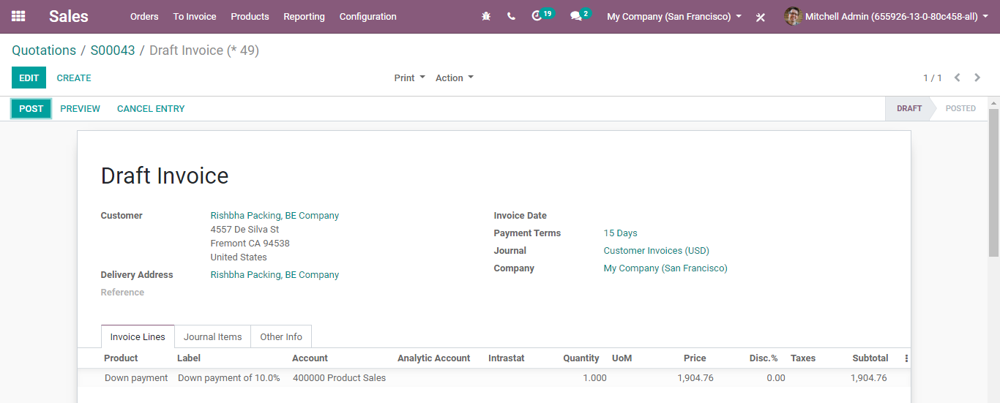 Sales Orders To Invoice Products Reporting Configuration 19 2 My Company (San Francisco) Mitchell Admin (655926-13-0-80c458-all)
Quotations / S00043 / Draft Invoice (* 49)
EDIT CREATE Print Action 1 / 1
POST PREVIEW CANCEL ENTRY DRAFT POSTED
Draft Invoice
Customer Rishbha Packing, BE Company Invoice Date
4557 De Silva St
Payment Terms 15 Days
Fremont CA 94538
Journal Customer Invoices (USD)
United States
Company My Company (San Francisco)
Delivery Address Rishbha Packing, BE Company
Reference
Invoice Lines Journal Items Other Info
Product Label Account Analytic Account Intrastat Quantity UoM Price Disc.% Taxes Subtotal
Down payment Down payment of 10.0% 400000 Product Sales 1.000 1,904.76 0.00 1,904.76